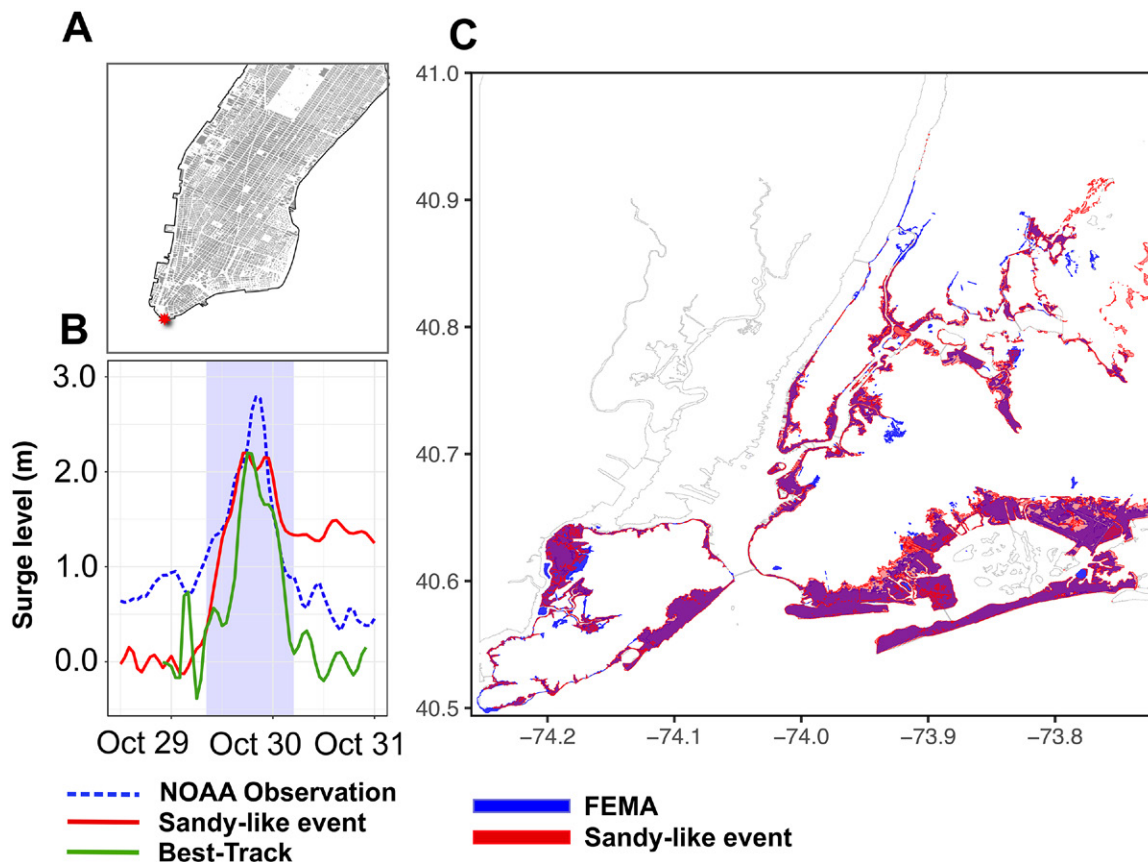 A
B
3.0
2.0
1.0
0.0
Surge level (m)
Oct 29 Oct 30 Oct 31
NOAA Observation
Sandy-like event
Best-Track
C
41.0
40.9
40.8
40.7
40.6
40.5
−74.2 −74.1 −74.0 −73.9 −73.8
FEMA
Sandy-like event